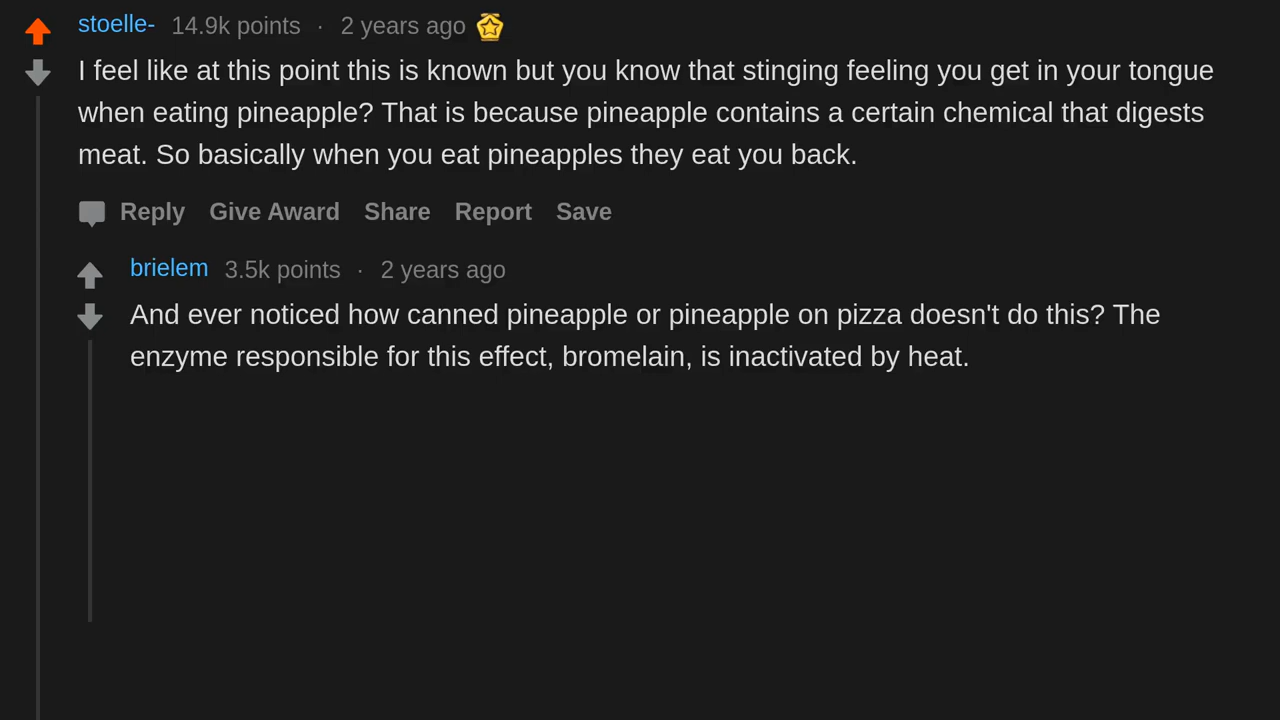 stoelle- 14.9k points · 2 years ago
I feel like at this point this is known but you know that stinging feeling you get in your tongue
when eating pineapple? That is because pineapple contains a certain chemical that digests
meat. So basically when you eat pineapples they eat you back.
Reply Give Award Share Report Save
brielem 3.5k points · 2 years ago
And ever noticed how canned pineapple or pineapple on pizza doesn't do this? The
enzyme responsible for this effect, bromelain, is inactivated by heat.